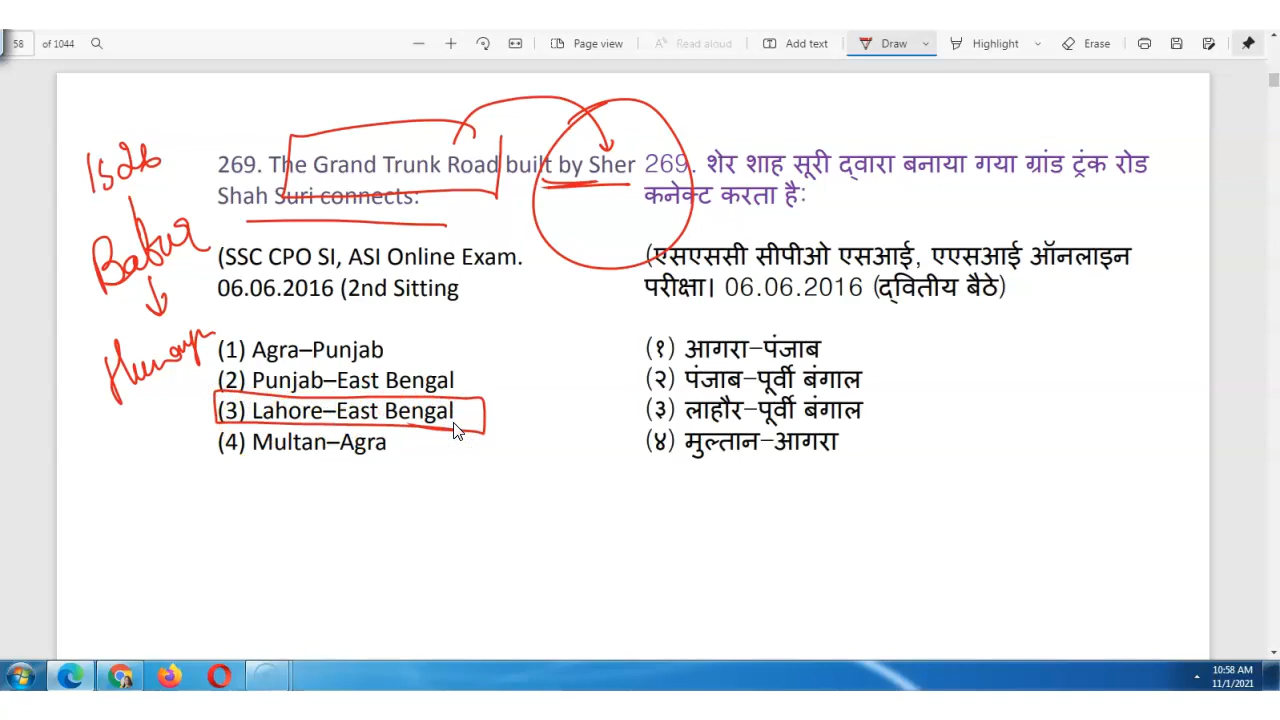 58 of 1044 Page view Read aloud Add text Draw Highlight Erase
1526
Babur
269. The Grand Trunk Road built by Sher
Shah Suri connects:
(SSC CPO SI, ASI Online Exam.
06.06.2016 (2nd Sitting
(1) Agra–Punjab
(2) Punjab–East Bengal
(3) Lahore–East Bengal
(4) Multan–Agra
269. शेर शाह सूरी द्वारा बनाया गया ग्रांड ट्रंक रोड
कनेक्ट करता है:
(एसएससी सीपीओ एसआई, एएसआई ऑनलाइन
परीक्षा। 06.06.2016 (द्वितीय बैठे)
(१) आगरा–पंजाब
(२) पंजाब–पूर्वी बंगाल
(३) लाहौर–पूर्वी बंगाल
(४) मुल्तान–आगरा
10:58 AM
11/1/2021